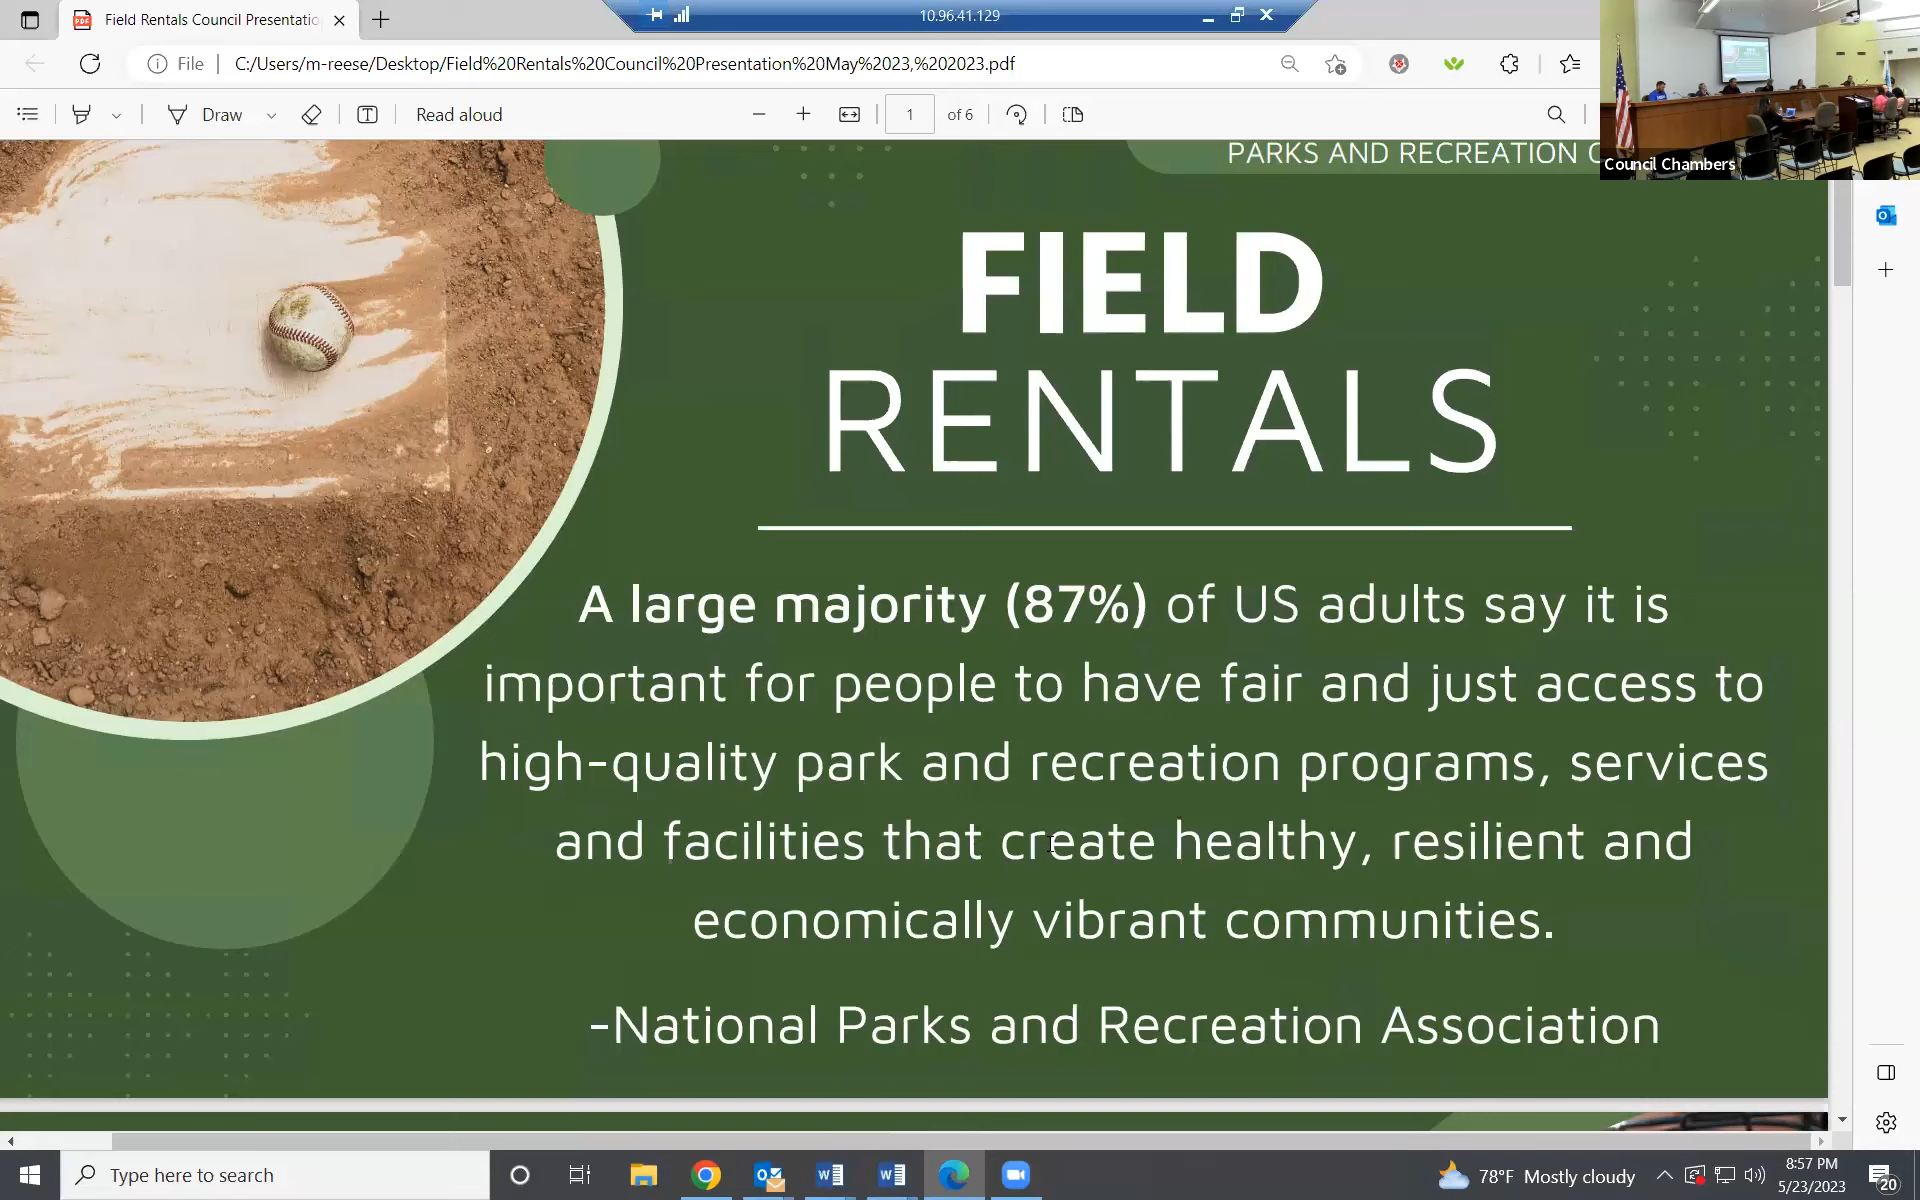 Field Rentals Council Presentatio
10.96.41.129
File
C:/Users/m-reese/Desktop/Field%20Rentals%20Council%20Presentation%20May%2023,%202023.pdf
Draw
Read aloud
1
of 6
Council Chambers
PARKS AND RECREATION
FIELD
RENTALS
A large majority (87%) of US adults say it is
important for people to have fair and just access to
high-quality park and recreation programs, services
and facilities that create healthy, resilient and
economically vibrant communities.
-National Parks and Recreation Association
Type here to search
78°F Mostly cloudy
8:57 PM
5/23/2023
20